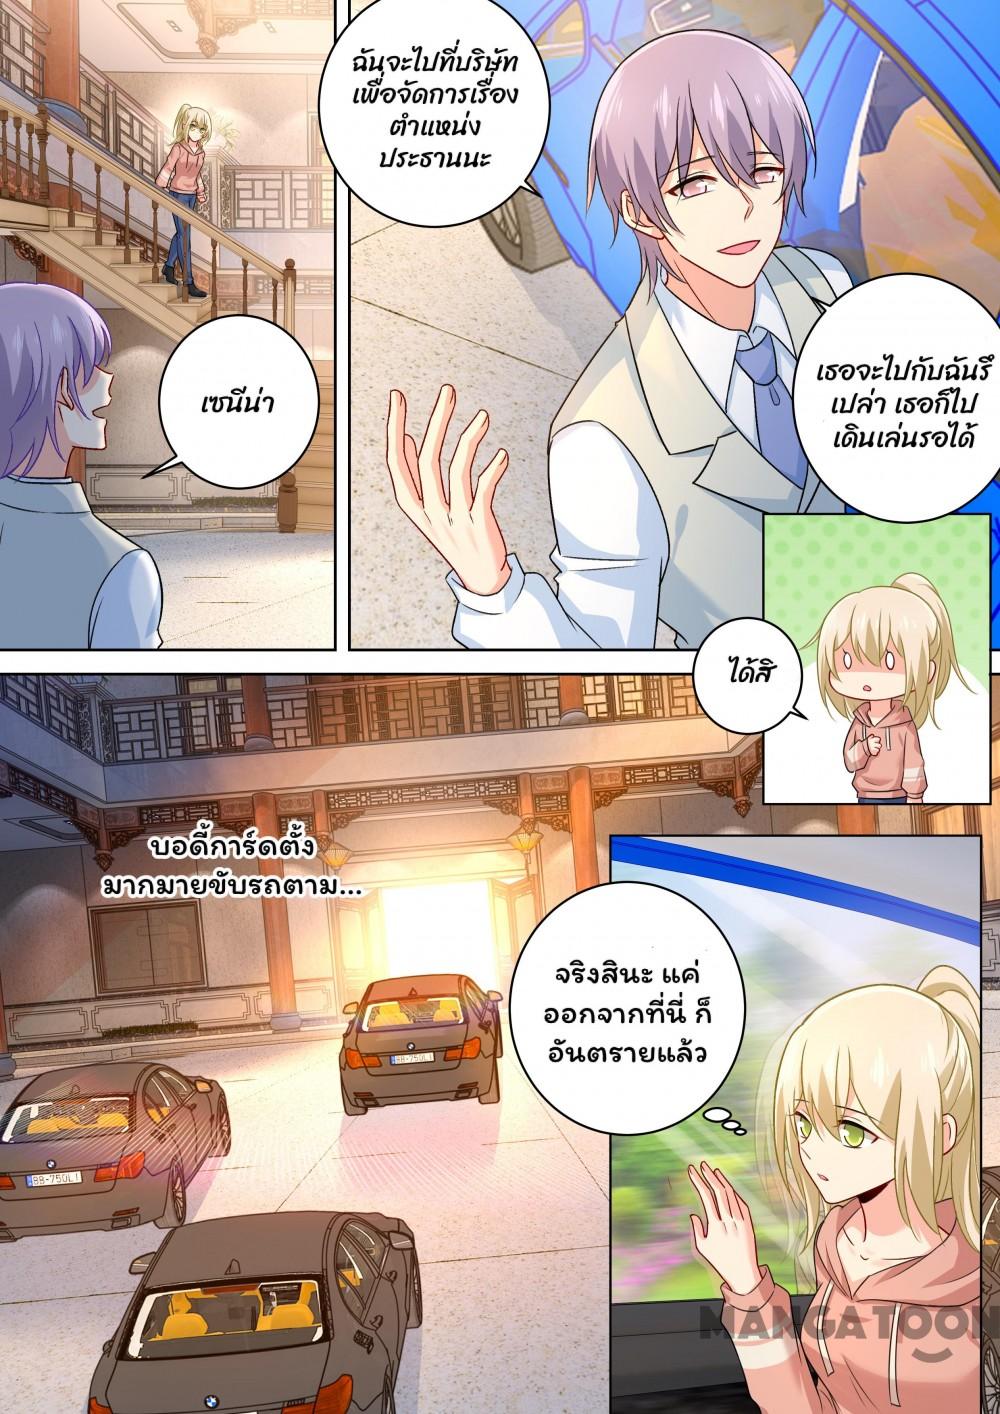 เซนีน่า
ฉันจะไปที่บริษัท
เพื่อจัดการเรื่อง
ตำแหน่ง
ประธานนะ
เธอจะไปกับฉันรึ
เปล่า เธอก็ไป
เดินเล่นรอได้
ได้สิ
บอดี้การ์ดตั้ง
มากมายขับรถตาม...
จริงสินะ แค่
ออกจากที่นี่ ก็
อันตรายแล้ว
BB-750LI
BB-750LI
MANGATOON